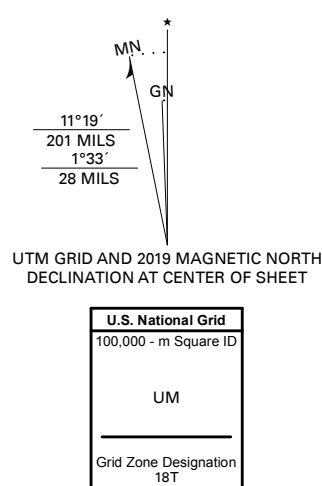 MN
GN
11°19´
201 MILS
1°33´
28 MILS
UTM GRID AND 2019 MAGNETIC NORTH
DECLINATION AT CENTER OF SHEET
U.S. National Grid
100,000 - m Square ID
UM
Grid Zone Designation
18T